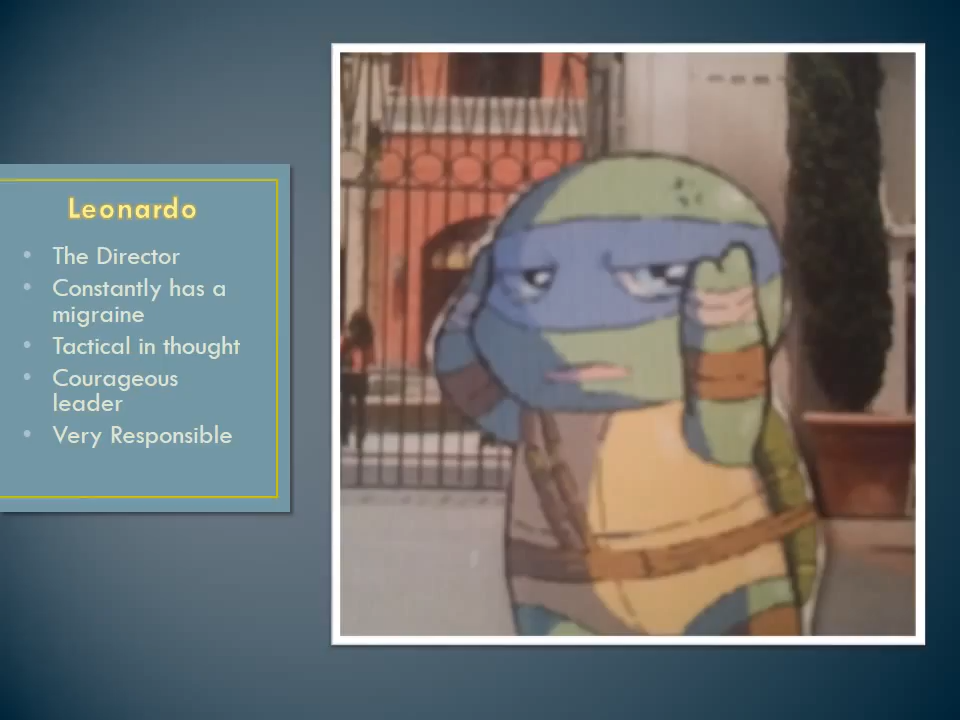 Leonardo
The Director
Constantly has a
migraine
Tactical in thought
Courageous
leader
Very Responsible